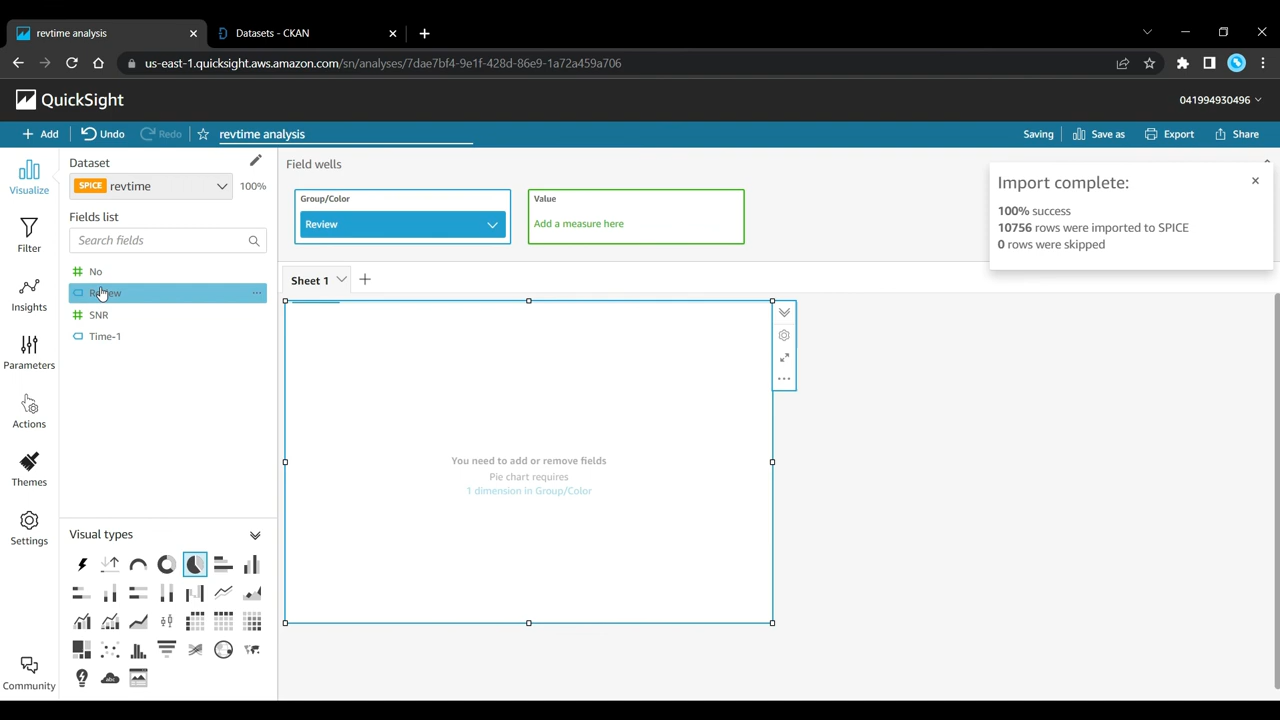 revtime analysis
Datasets - CKAN
us-east-1.quicksight.aws.amazon.com/sn/analyses/7dae7bf4-9e1f-428d-86e9-1a72a459a706
QuickSight
041994930496
Add
Undo
Redo
revtime analysis
Saving
Save as
Export
Share
Visualize
Filter
Insights
Parameters
Actions
Themes
Settings
Community
Dataset
SPICE revtime
100%
Fields list
Search fields
No
Review
SNR
Time-1
Visual types
Field wells
Group/Color
Review
Value
Add a measure here
Sheet 1
You need to add or remove fields
Pie chart requires
1 dimension in Group/Color
Import complete:
100% success
10756 rows were imported to SPICE
0 rows were skipped